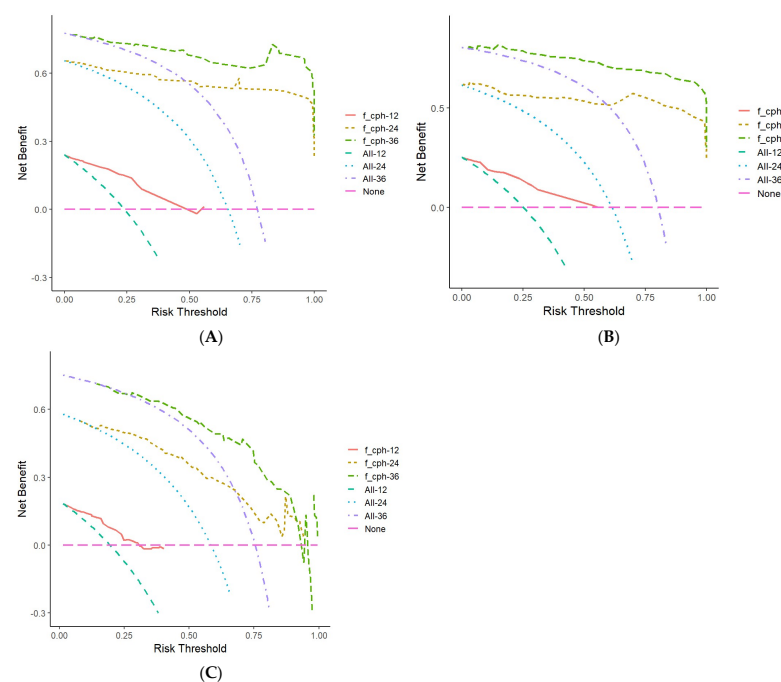 0.6
0.3
0.0
-0.3
Net Benefit
0.00
0.25
0.50
0.75
1.00
Risk Threshold
f_cph-12
f_cph-24
f_cph-36
All-12
All-24
All-36
None
(A)
0.5
0.0
Net Benefit
0.00
0.25
0.50
0.75
1.00
Risk Threshold
f_cph
f_cph
f_cph
All-12
All-24
All-36
None
(B)
0.6
0.3
0.0
-0.3
Net Benefit
0.00
0.25
0.50
0.75
1.00
Risk Threshold
f_cph-12
f_cph-24
f_cph-36
All-12
All-24
All-36
None
(C)